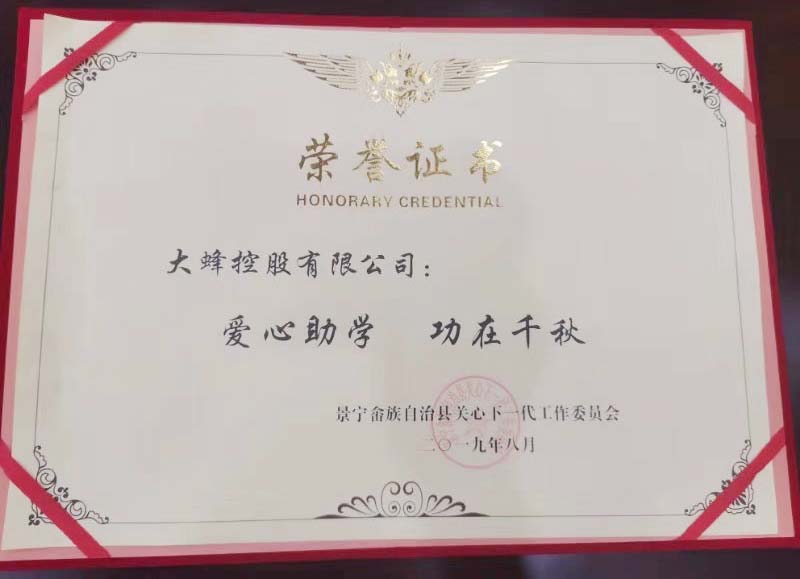 荣誉证书
HONORARY CREDENTIAL
大蜂控股有限公司：
爱心助学 功在千秋
景宁畲族自治县关心下一代工作委员会
二〇一九年八月